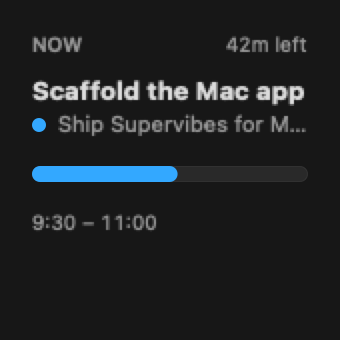 NOW 42m left
Scaffold the Mac app
Ship Supervibes for M...
9:30 – 11:00